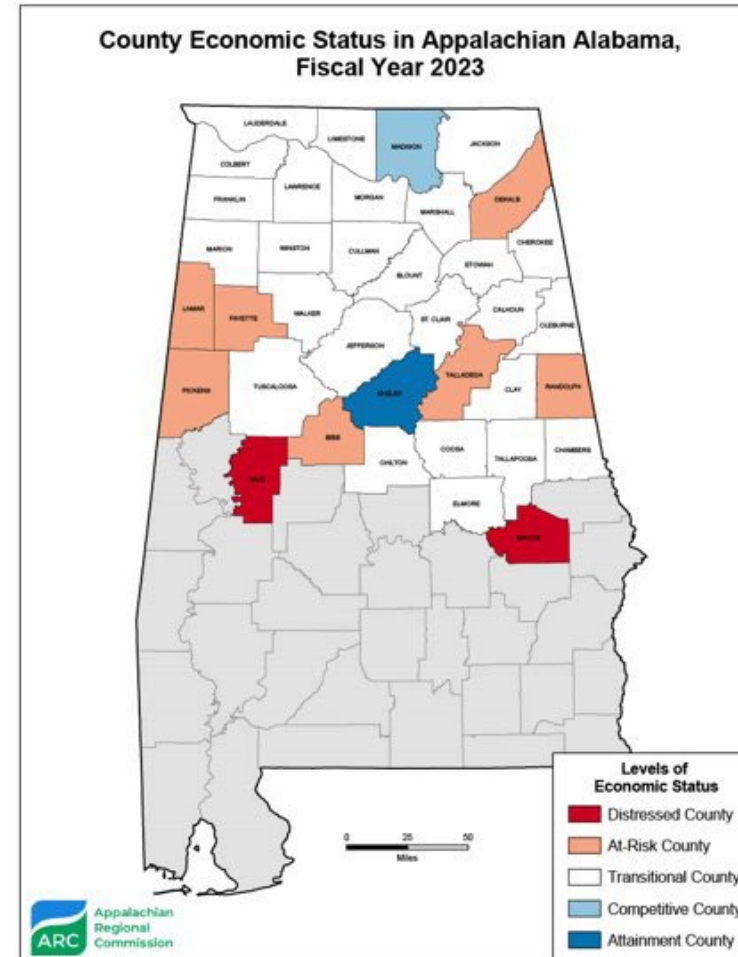 County Economic Status in Appalachian Alabama,
Fiscal Year 2023
LAUDERDALE
LIMESTONE
MADISON
JACKSON
COLBERT
LAWRENCE
FRANKLIN
MORGAN
MARSHALL
DEKALB
MARION
WINSTON
CULLMAN
CHEROKEE
BLOUNT
ETOWAH
LAMAR
FAYETTE
WALKER
ST. CLAIR
CALHOUN
CLEBURNE
JEFFERSON
PICKENS
TUSCALOOSA
SHELBY
TALLADEGA
CLAY
RANDOLPH
BIBB
CHILTON
COOSA
TALLAPOOSA
CHAMBERS
HALE
ELMORE
MACON
Levels of
Economic Status
Distressed County
At-Risk County
Transitional County
Competitive County
Attainment County
0 25 50
Miles
ARC
Appalachian
Regional
Commission